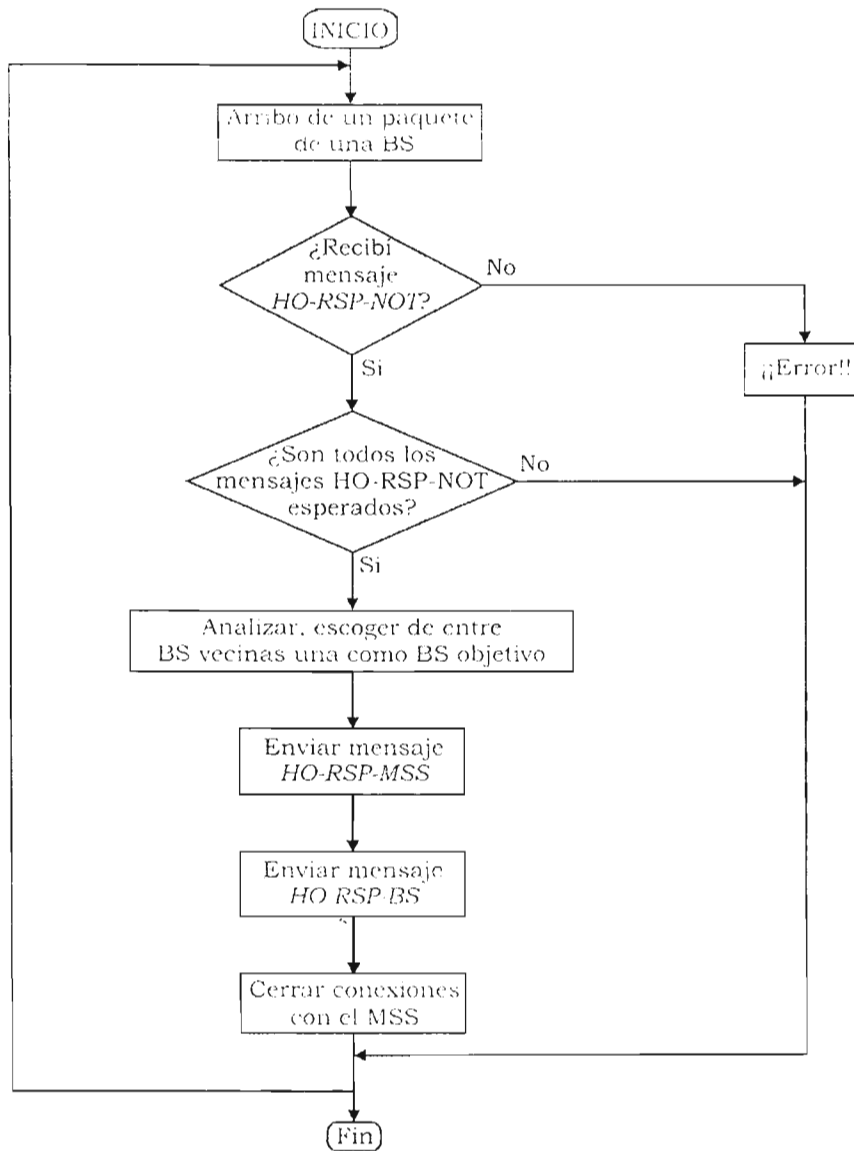 INICIO
Arribo de un paquete
de una BS
¿Recibí
mensaje
HO-RSP-NOT?
No
¡¡Error!!
Si
¿Son todos los
mensajes HO-RSP-NOT
esperados?
No
Si
Analizar, escoger de entre
BS vecinas una como BS objetivo
Enviar mensaje
HO-RSP-MSS
Enviar mensaje
HO RSP-BS
Cerrar conexiones
con el MSS
Fin